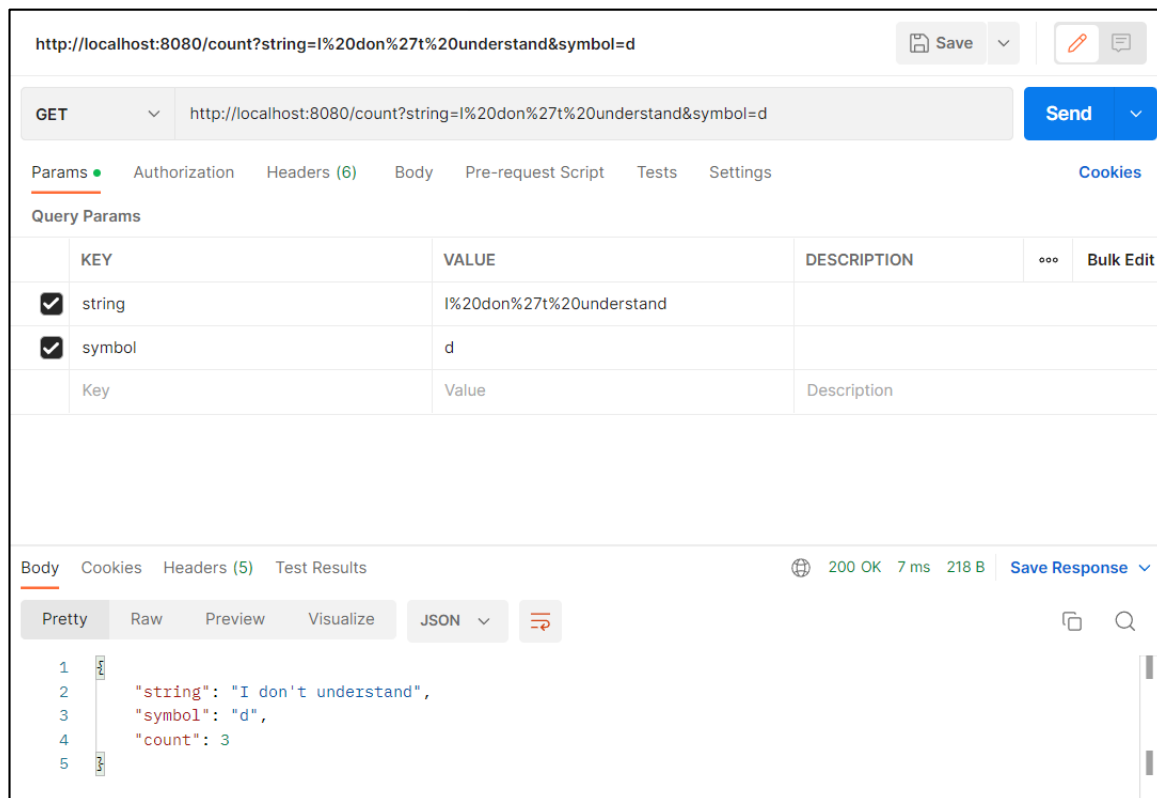 http://localhost:8080/count?string=I%20don%27t%20understand&symbol=d
Save
GET
http://localhost:8080/count?string=I%20don%27t%20understand&symbol=d
Send
Params Authorization Headers (6) Body Pre-request Script Tests Settings Cookies
Query Params
KEY VALUE DESCRIPTION ooo Bulk Edit
string I%20don%27t%20understand
symbol d
Key Value Description
Body Cookies Headers (5) Test Results 200 OK 7 ms 218 B Save Response
Pretty Raw Preview Visualize JSON
1 {
2 "string": "I don't understand",
3 "symbol": "d",
4 "count": 3
5 }